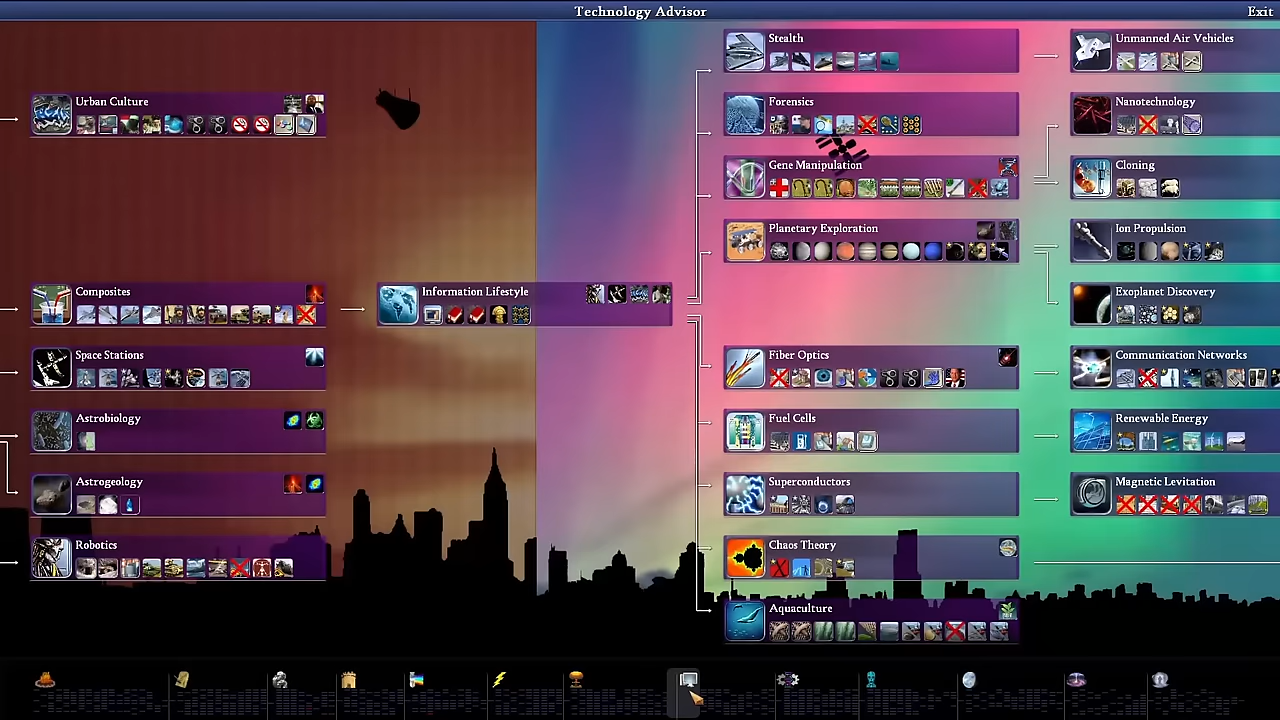 Technology Advisor
Exit
Urban Culture
Composites
Space Stations
Astrobiology
Astrogeology
Robotics
Information Lifestyle
Stealth
Forensics
Gene Manipulation
Planetary Exploration
Fiber Optics
Fuel Cells
Superconductors
Chaos Theory
Aquaculture
Unmanned Air Vehicles
Nanotechnology
Cloning
Ion Propulsion
Exoplanet Discovery
Communication Networks
Renewable Energy
Magnetic Levitation